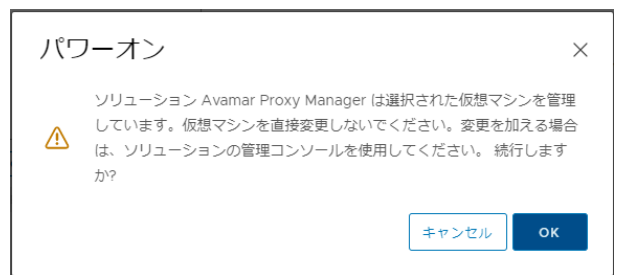 パワーオン
ソリューション Avamar Proxy Manager は選択された仮想マシンを管理
しています。仮想マシンを直接変更しないでください。変更を加える場合
は、ソリューションの管理コンソールを使用してください。 続行します
か?
キャンセル
OK